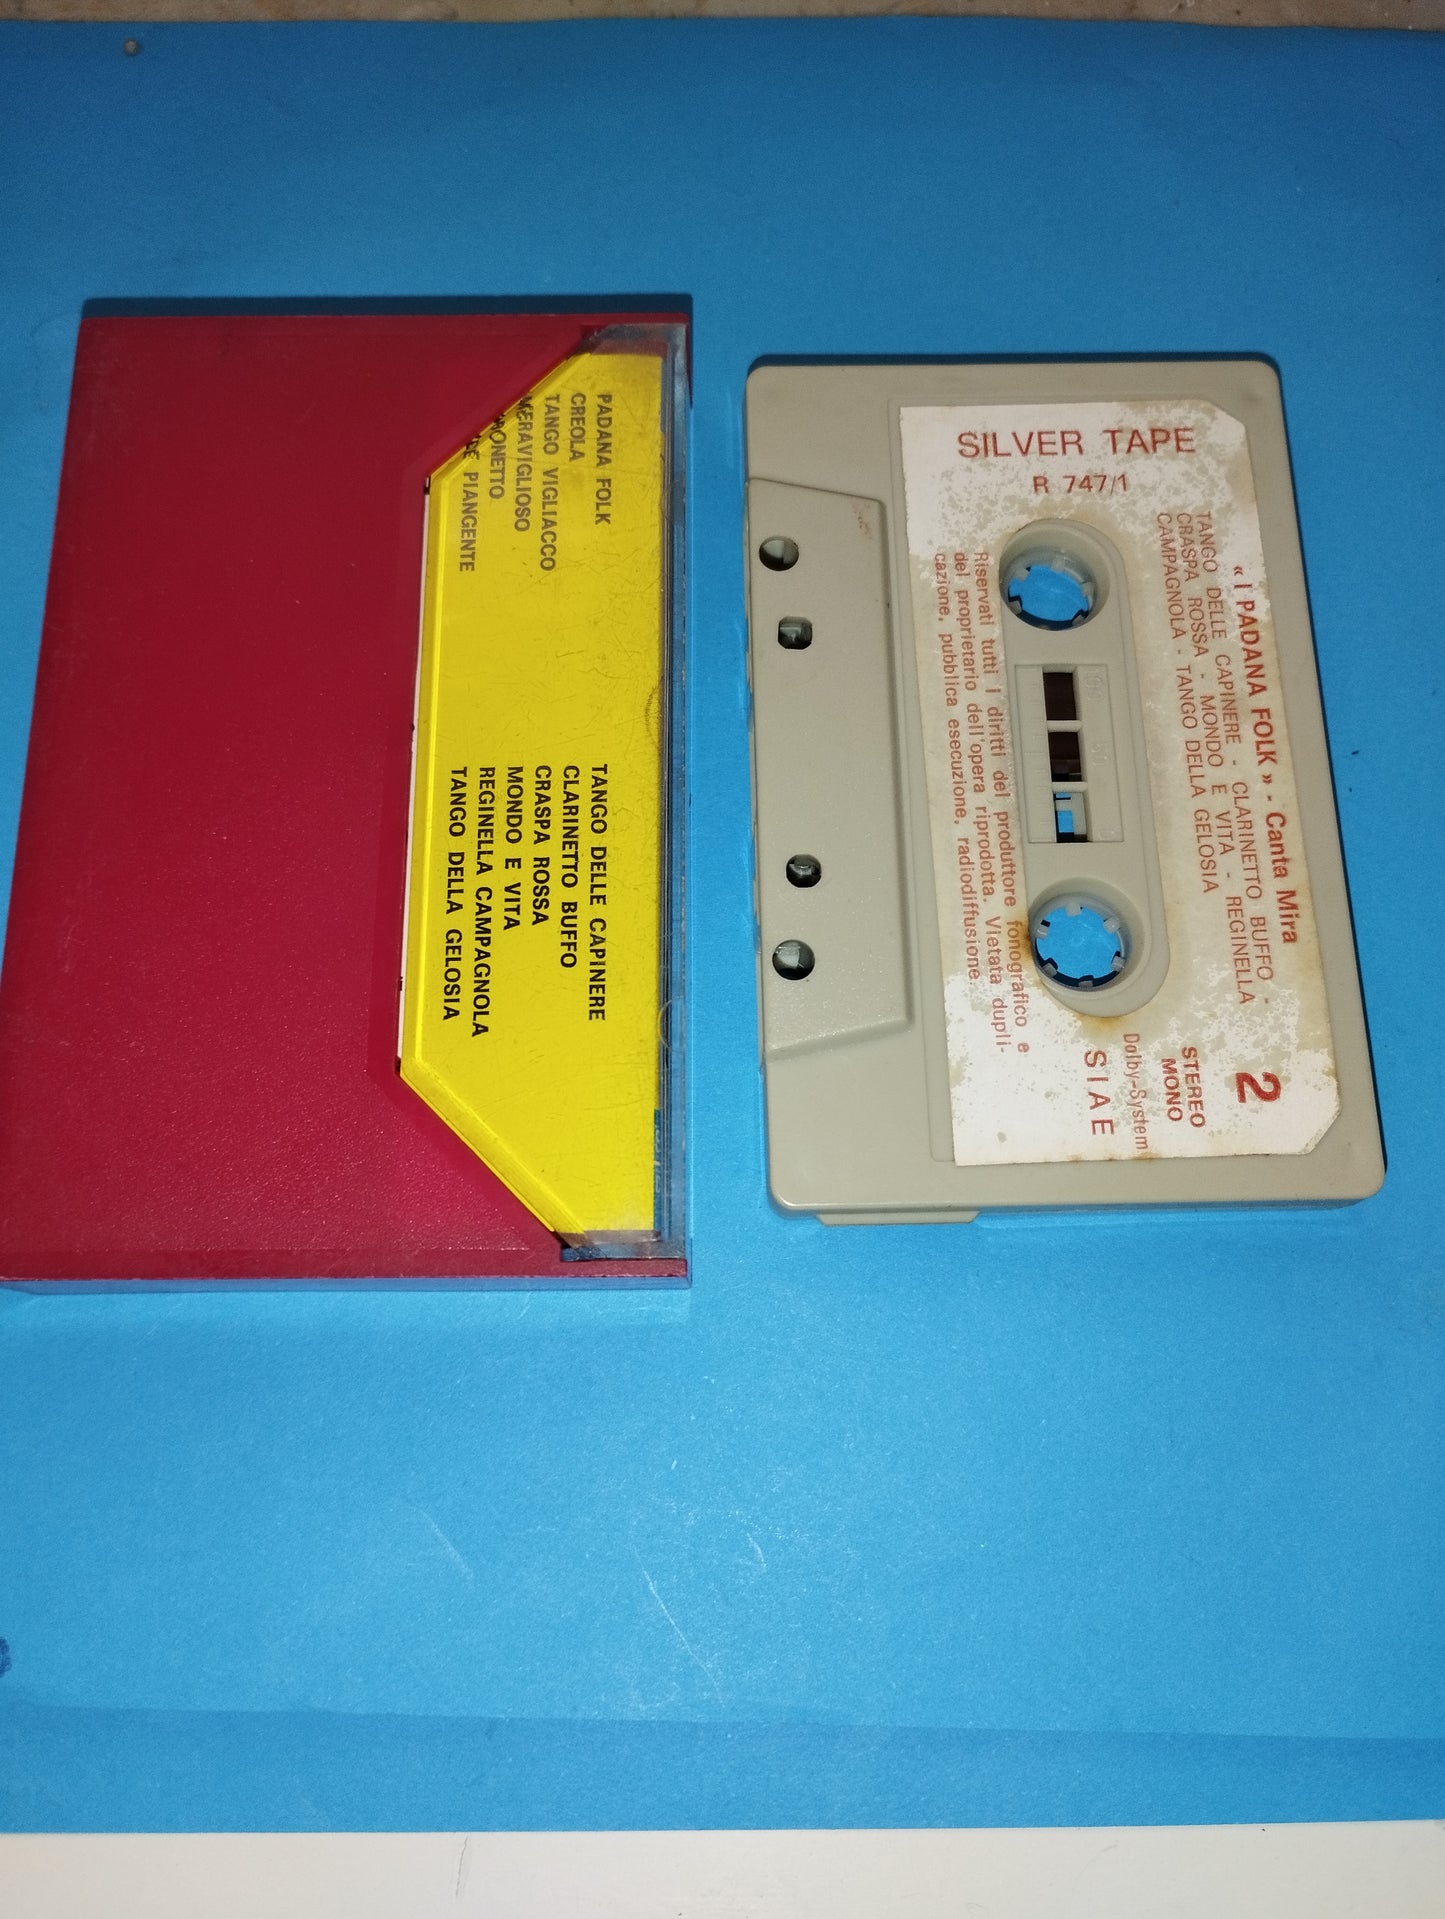 PADANA FOLK
CREOLA
TANGO VIGLIACCO
MERAVIGLIOSO
PIANGENTE
TANGO DELLE CAPINERE
CLARINETTO BUFFO
CRASPA ROSSA
MONDO E VITA
REGINELLA CAMPAGNOLA
TANGO DELLA GELOSIA
SILVER TAPE
R 747/1
« I PADANA FOLK » - Canta Mira
TANGO DELLE CAPINERE - CLARINETTO BUFFO -
CRASPA ROSSA - MONDO E VITA - REGINELLA
CAMPAGNOLA - TANGO DELLA GELOSIA
2
STEREO
MONO
Dolby-System
SIAE
Riservati tutti i diritti del produttore fonografico e
del proprietario dell'opera riprodotta. Vietata dupli-
cazione, pubblica esecuzione, radiodiffusione.